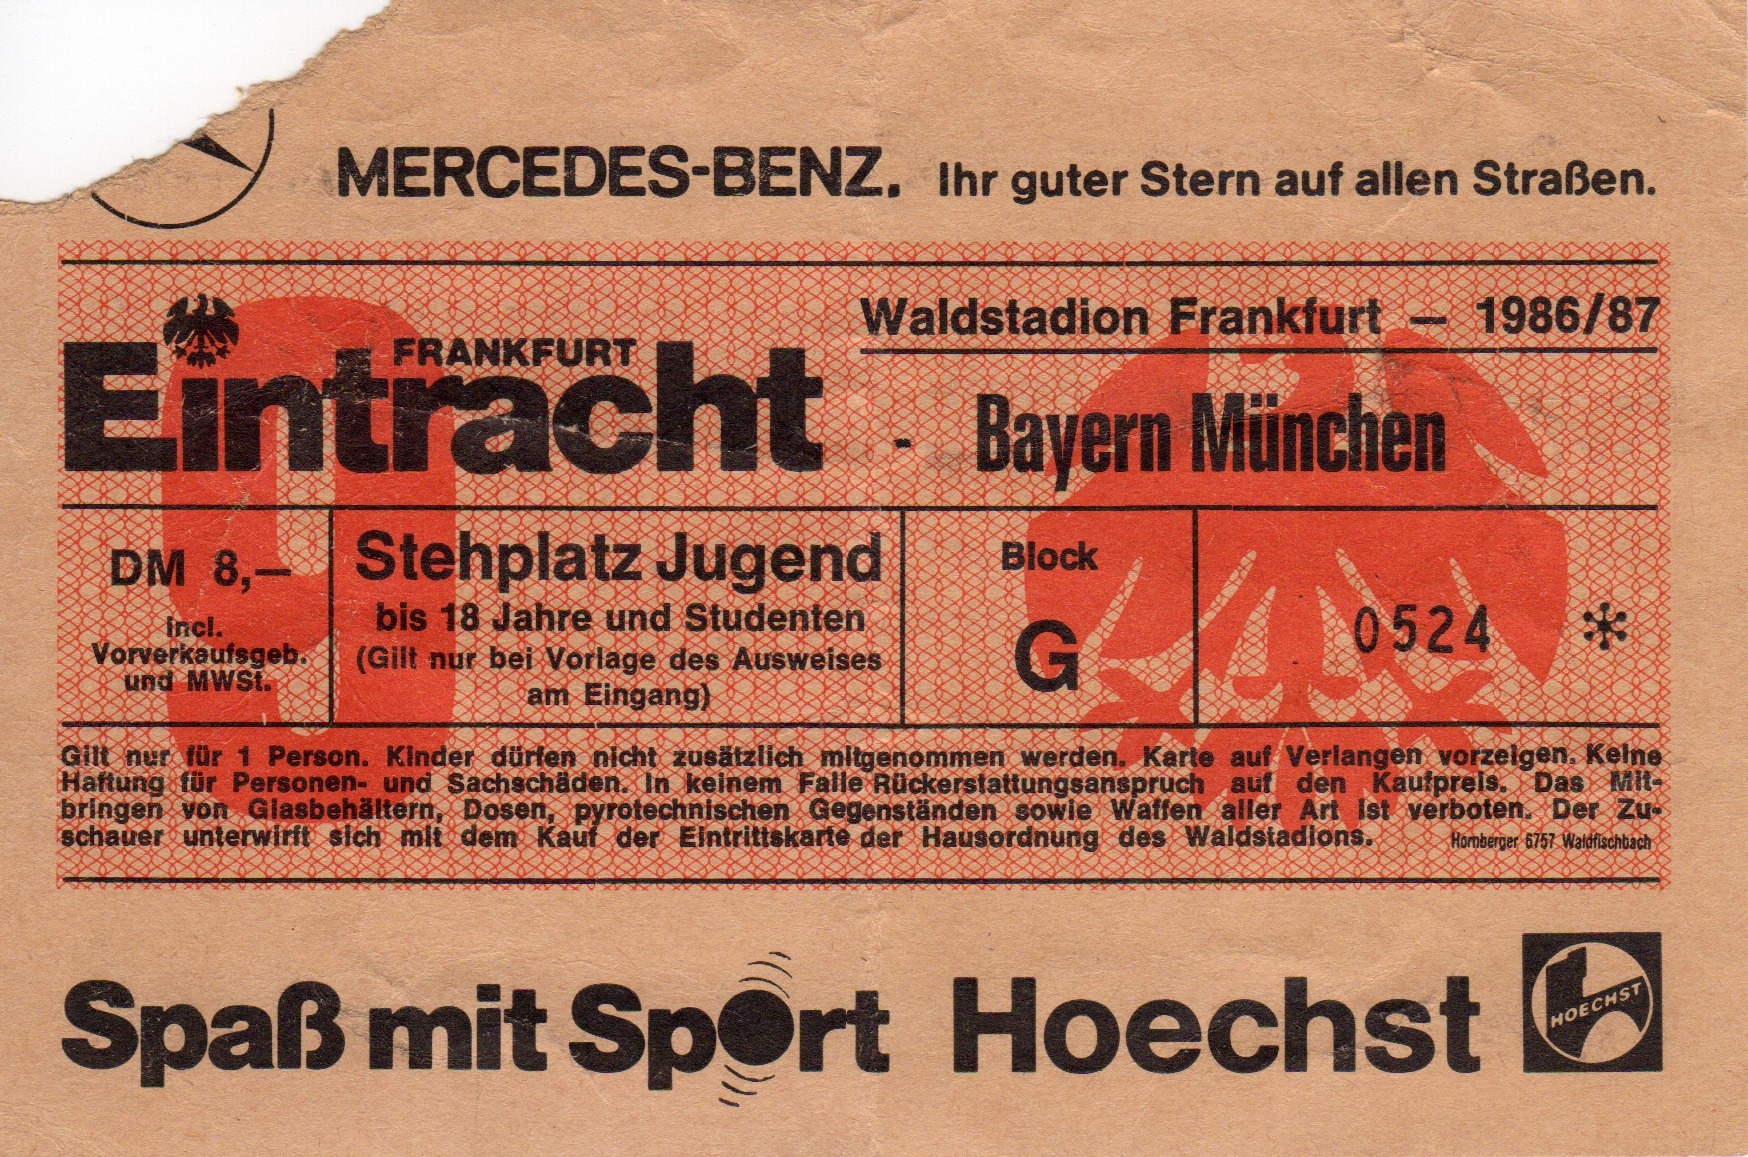 MERCEDES-BENZ. Ihr guter Stern auf allen Straßen.
Waldstadion Frankfurt — 1986/87
FRANKFURT
Eintracht - Bayern München
9
DM 8,—
incl.
Vorverkaufsgeb.
und MWSt.
Stehplatz Jugend
bis 18 Jahre und Studenten
(Gilt nur bei Vorlage des Ausweises
am Eingang)
Block
G
0524 *
Gilt nur für 1 Person. Kinder dürfen nicht zusätzlich mitgenommen werden. Karte auf Verlangen vorzeigen. Keine
Haftung für Personen- und Sachschäden. In keinem Falle Rückerstattungsanspruch auf den Kaufpreis. Das Mit-
bringen von Glasbehältern, Dosen, pyrotechnischen Gegenständen sowie Waffen aller Art ist verboten. Der Zu-
schauer unterwirft sich mit dem Kauf der Eintrittskarte der Hausordnung des Waldstadions.
Hornberger 6757 Waldfischbach
Spaß mit Sport Hoechst
HOECHST